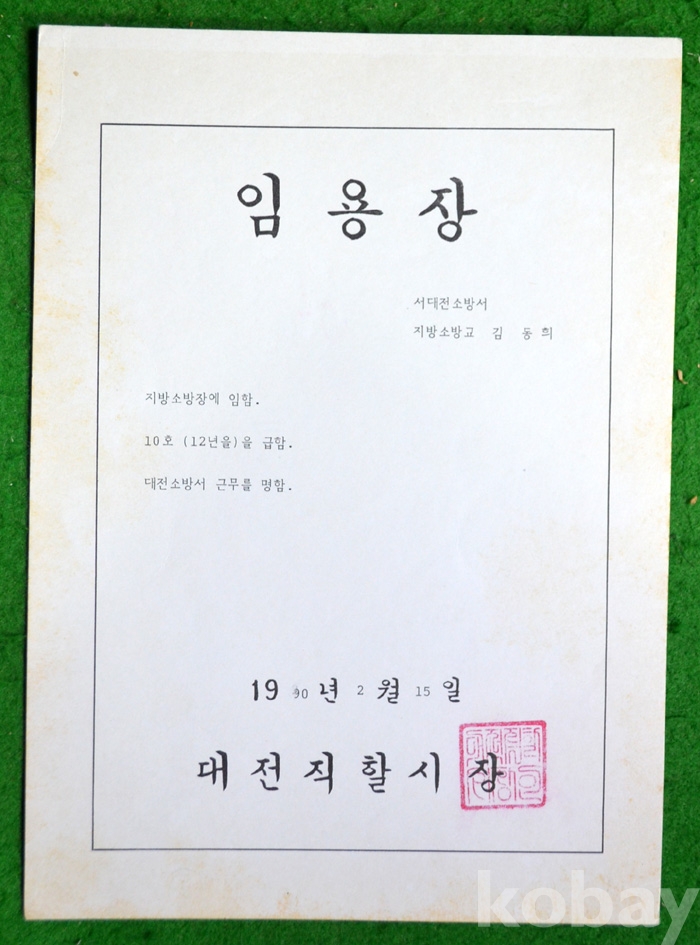 임용장
서대전소방서
지방소방교 김 동희
지방소방장에 임함.
10호 (12년을)을 급함.
대전소방서 근무를 명함.
19 90 년 2 월 15 일
대전직할시장
kobay